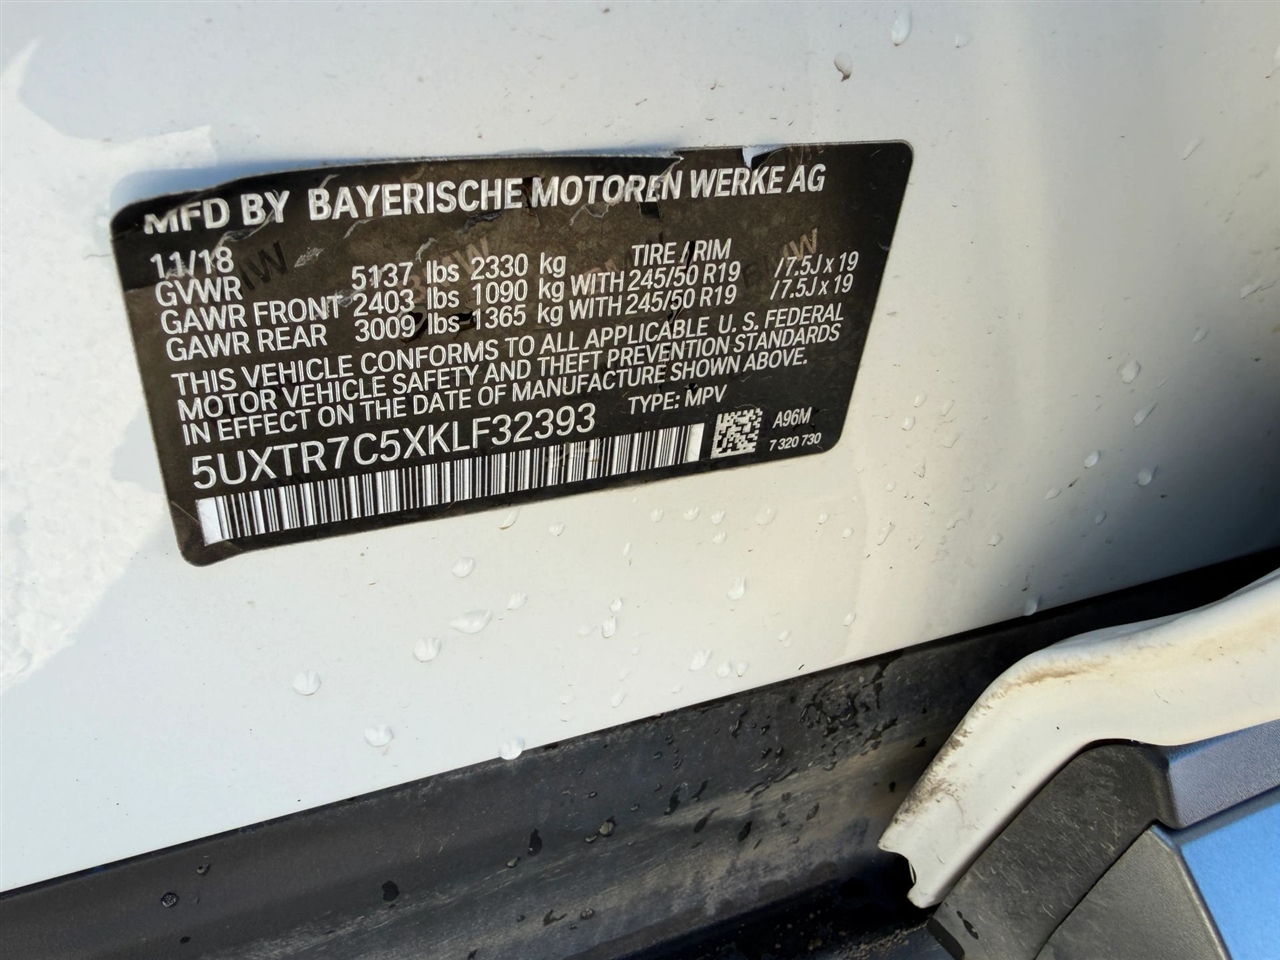 MFD BY BAYERISCHE MOTOREN WERKE AG
11/18 TIRE / RIM
GVWR 5137 lbs 2330 kg
GAWR FRONT 2403 lbs 1090 kg WITH 245/50 R19 / 7.5J x 19
GAWR REAR 3009 lbs 1365 kg WITH 245/50 R19 / 7.5J x 19
THIS VEHICLE CONFORMS TO ALL APPLICABLE U. S. FEDERAL
MOTOR VEHICLE SAFETY AND THEFT PREVENTION STANDARDS
IN EFFECT ON THE DATE OF MANUFACTURE SHOWN ABOVE.
5UXTR7C5XKLF32393 TYPE: MPV
A96M
7 320 730